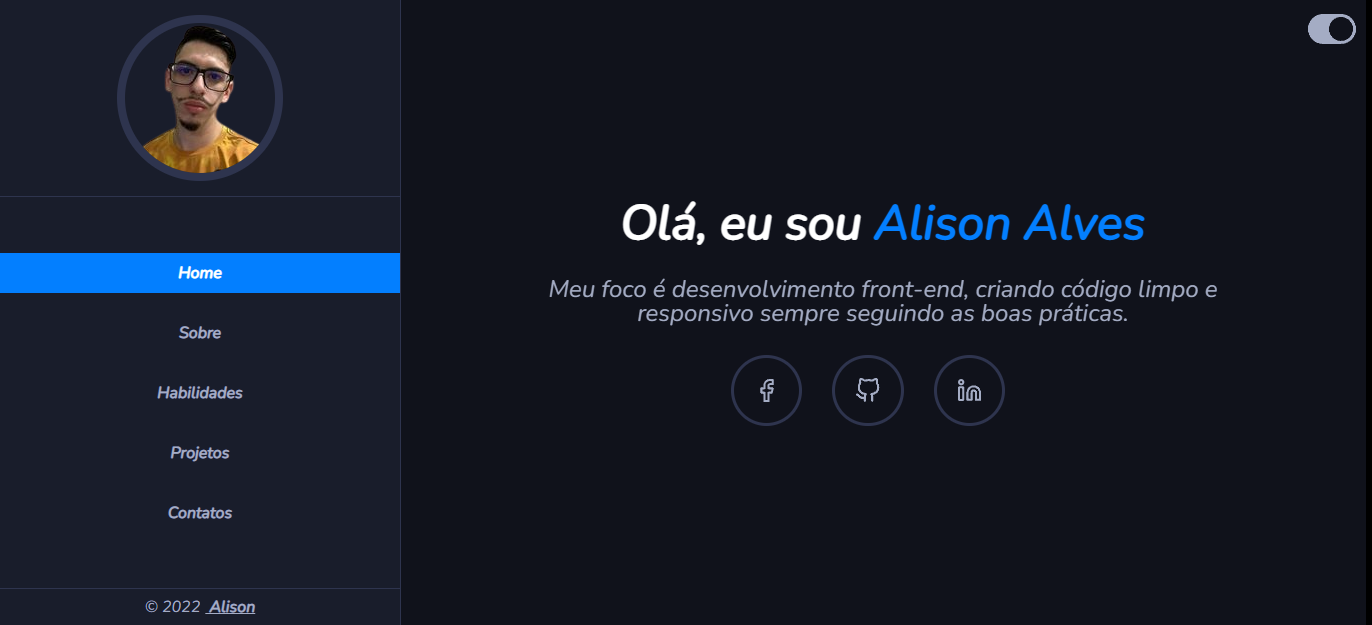 Home
Sobre
Habilidades
Projetos
Contatos
© 2022 Alison
Olá, eu sou Alison Alves
Meu foco é desenvolvimento front-end, criando código limpo e
responsivo sempre seguindo as boas práticas.